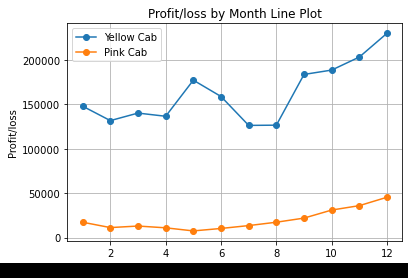 Profit/loss by Month Line Plot
Yellow Cab
Pink Cab
Profit/loss
200000
150000
100000
50000
0
2 4 6 8 10 12